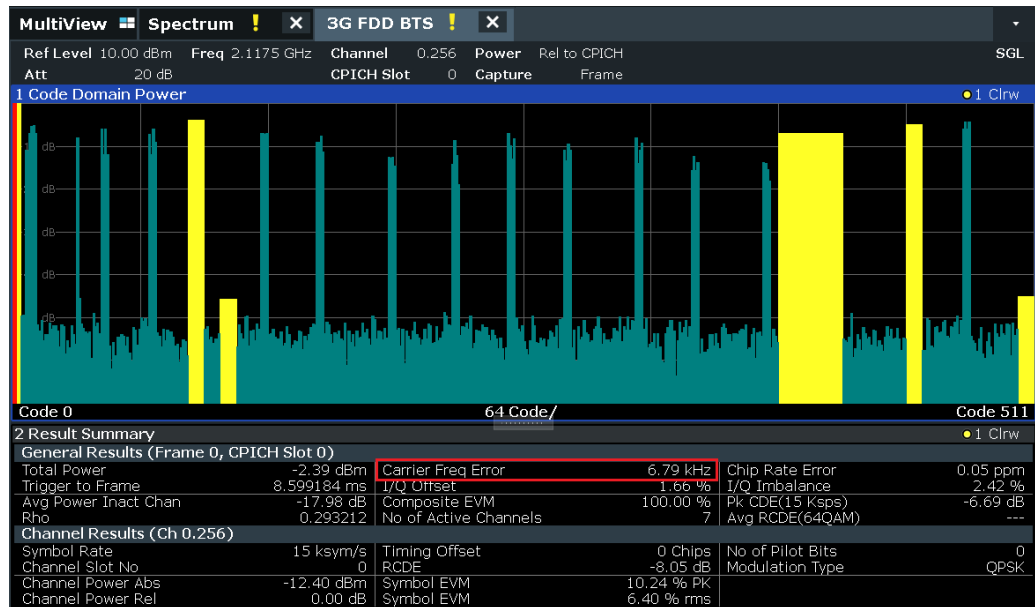 MultiView Spectrum ! X 3G FDD BTS ! X
Ref Level 10.00 dBm Freq 2.1175 GHz Channel 0.256 Power Rel to CPICH SGL
Att 20 dB CPICH Slot 0 Capture Frame
1 Code Domain Power 1 Clrw
dB
dB
dB
dB
dB
Code 0 64 Code/ Code 511
2 Result Summary 1 Clrw
General Results (Frame 0, CPICH Slot 0)
Total Power -2.39 dBm Carrier Freq Error 6.79 kHz Chip Rate Error 0.05 ppm
Trigger to Frame 8.599184 ms I/Q Offset 1.66 % I/Q Imbalance 2.42 %
Avg Power Inact Chan -17.98 dB Composite EVM 100.00 % Pk CDE(15 Ksps) -6.69 dB
Rho 0.293212 No of Active Channels 7 Avg RCDE(64QAM) ---
Channel Results (Ch 0.256)
Symbol Rate 15 ksym/s Timing Offset 0 Chips No of Pilot Bits 0
Channel Slot No 0 RCDE -8.05 dB Modulation Type QPSK
Channel Power Abs -12.40 dBm Symbol EVM 10.24 % PK
Channel Power Rel 0.00 dB Symbol EVM 6.40 % rms